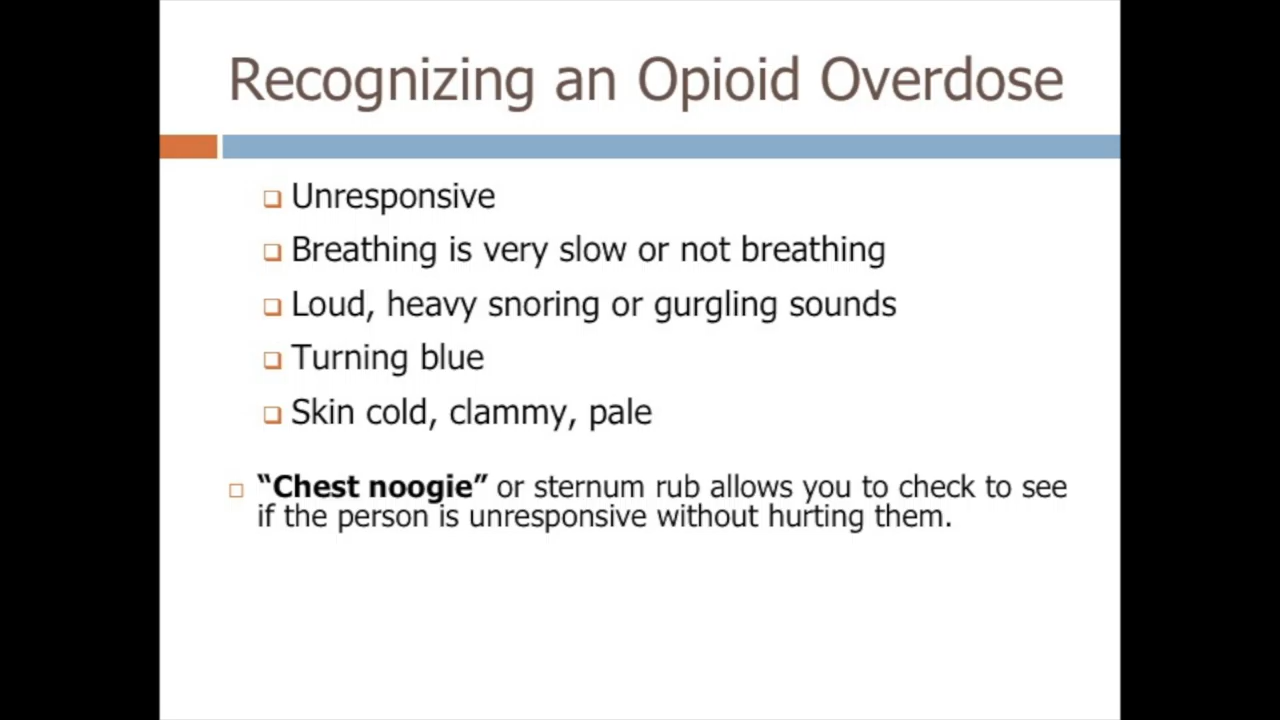 Recognizing an Opioid Overdose
Unresponsive
Breathing is very slow or not breathing
Loud, heavy snoring or gurgling sounds
Turning blue
Skin cold, clammy, pale
“Chest noogie” or sternum rub allows you to check to see
if the person is unresponsive without hurting them.